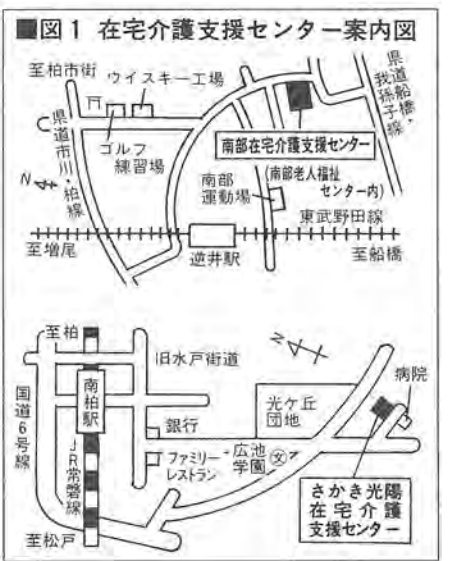 ■図1 在宅介護支援センター案内図
至柏市街
ウイスキー工場
県道船橋・
我孫子線
県道市川・柏線
ゴルフ
練習場
南部在宅介護支援センター
(南部老人福祉
センター内)
南部
運動場
N
東武野田線
至増尾
逆井駅
至船橋
至柏
旧水戸街道
N
病院
国道6号線
南柏駅
光ケ丘
団地
銀行
JR常磐線
ファミリー
レストラン
広池
学園
女
さかき光陽
在宅介護
支援センター
至松戸